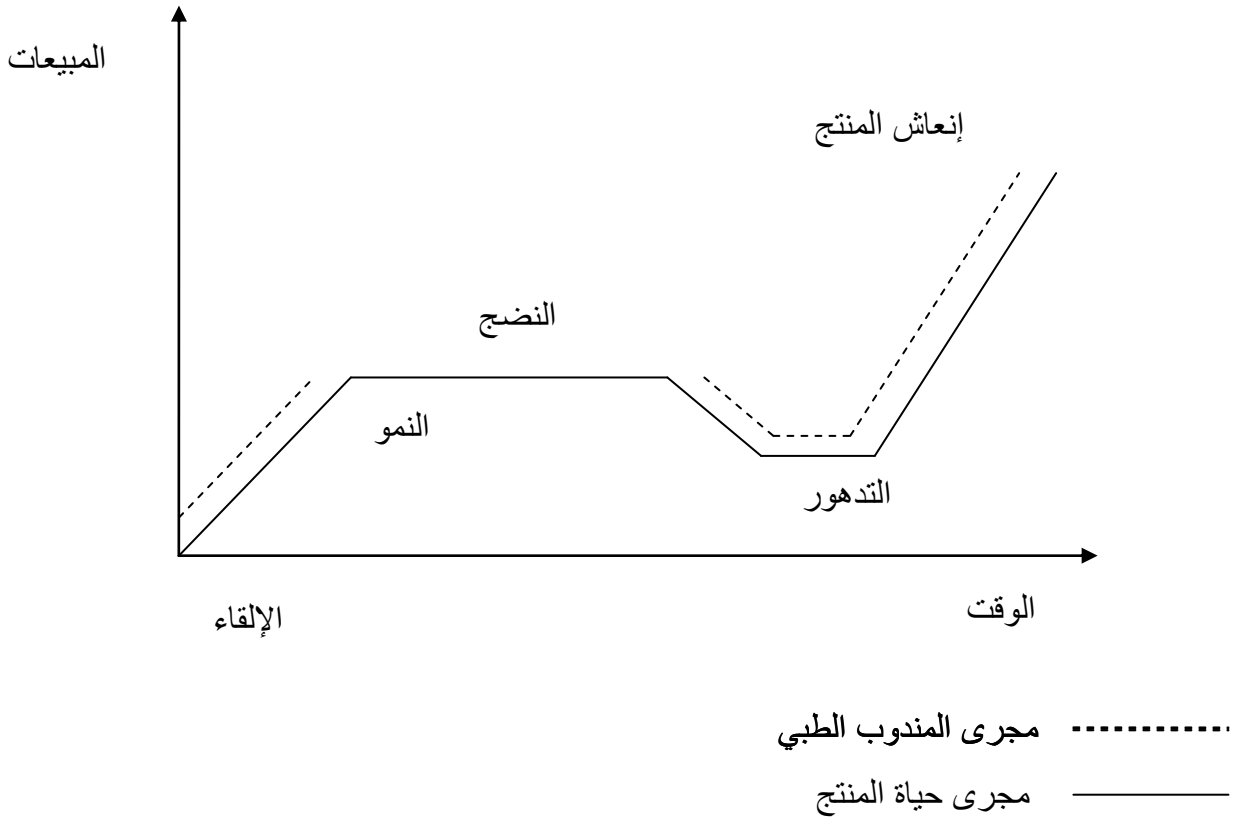 المبيعات
إنعاش المنتج
النضج
النمو
التدهور
الوقت
الإلقاء
مجرى المندوب الطبي
مجرى حياة المنتج